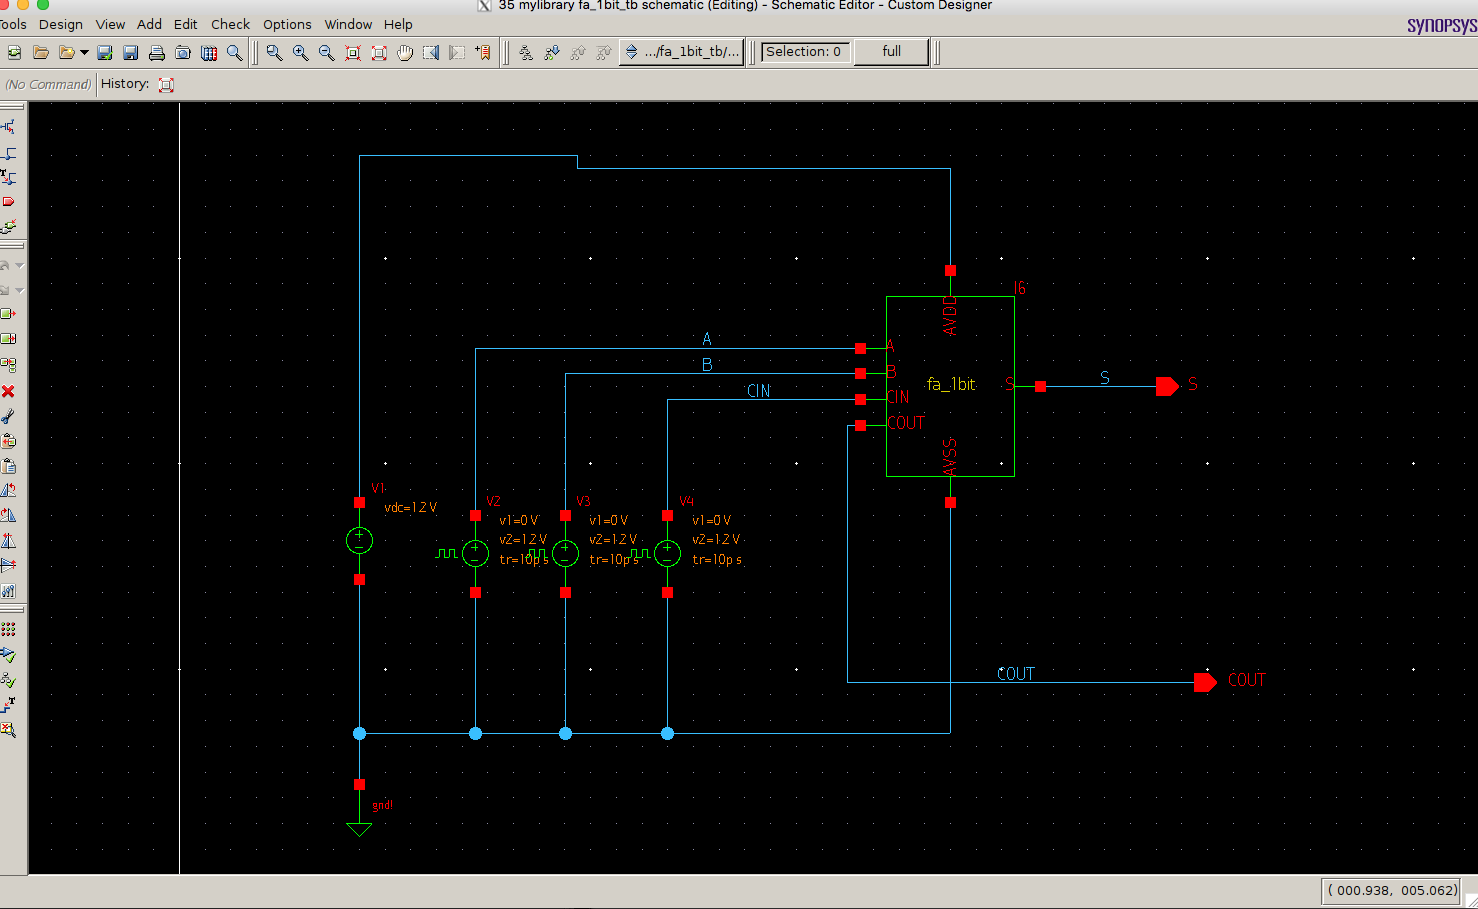 35 mylibrary fa_1bit_tb schematic (Editing) - Schematic Editor - Custom Designer
Tools Design View Add Edit Check Options Window Help
SYNOPSYS
.../fa_1bit_tb/... Selection: 0 full
(No Command) History:
I6
AVDD
A
A
B
B
CIN
CIN
COUT
fa_1bit
S
S
S
AVSS
V1
vdc=1.2 V
V2
v1=0 V
v2=1.2 V
tr=10p s
V3
v1=0 V
v2=1.2 V
tr=10p s
V4
v1=0 V
v2=1.2 V
tr=10p s
COUT
COUT
gnd!
( 000.938, 005.062)